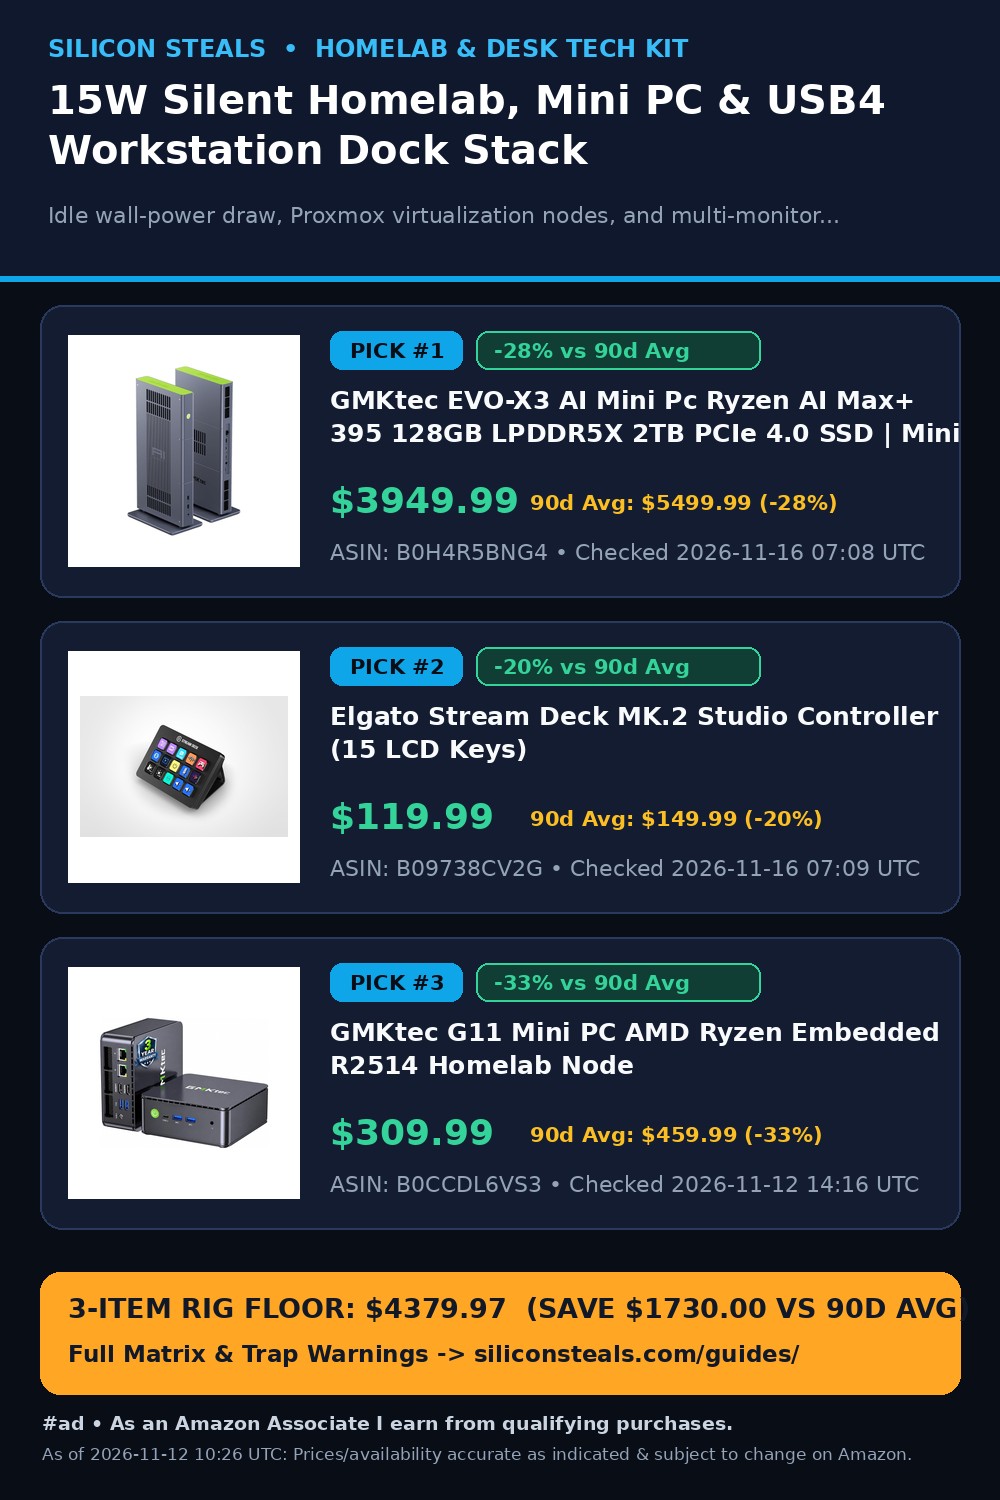 SILICON STEALS • HOMELAB & DESK TECH KIT
15W Silent Homelab, Mini PC & USB4
Workstation Dock Stack
Idle wall-power draw, Proxmox virtualization nodes, and multi-monitor...
PICK #1
-28% vs 90d Avg
GMKtec EVO-X3 AI Mini Pc Ryzen AI Max+
395 128GB LPDDR5X 2TB PCIe 4.0 SSD | Mini
$3949.99 90d Avg: $5499.99 (-28%)
ASIN: B0H4R5BNG4 • Checked 2026-11-16 07:08 UTC
PICK #2
-20% vs 90d Avg
Elgato Stream Deck MK.2 Studio Controller
(15 LCD Keys)
$119.99 90d Avg: $149.99 (-20%)
ASIN: B09738CV2G • Checked 2026-11-16 07:09 UTC
3 YEAR
GMKtec
PICK #3
-33% vs 90d Avg
GMKtec G11 Mini PC AMD Ryzen Embedded
R2514 Homelab Node
$309.99 90d Avg: $459.99 (-33%)
ASIN: B0CCDL6VS3 • Checked 2026-11-12 14:16 UTC
3-ITEM RIG FLOOR: $4379.97 (SAVE $1730.00 VS 90D AVG)
Full Matrix & Trap Warnings -> siliconsteals.com/guides/
#ad • As an Amazon Associate I earn from qualifying purchases.
As of 2026-11-12 10:26 UTC: Prices/availability accurate as indicated & subject to change on Amazon.